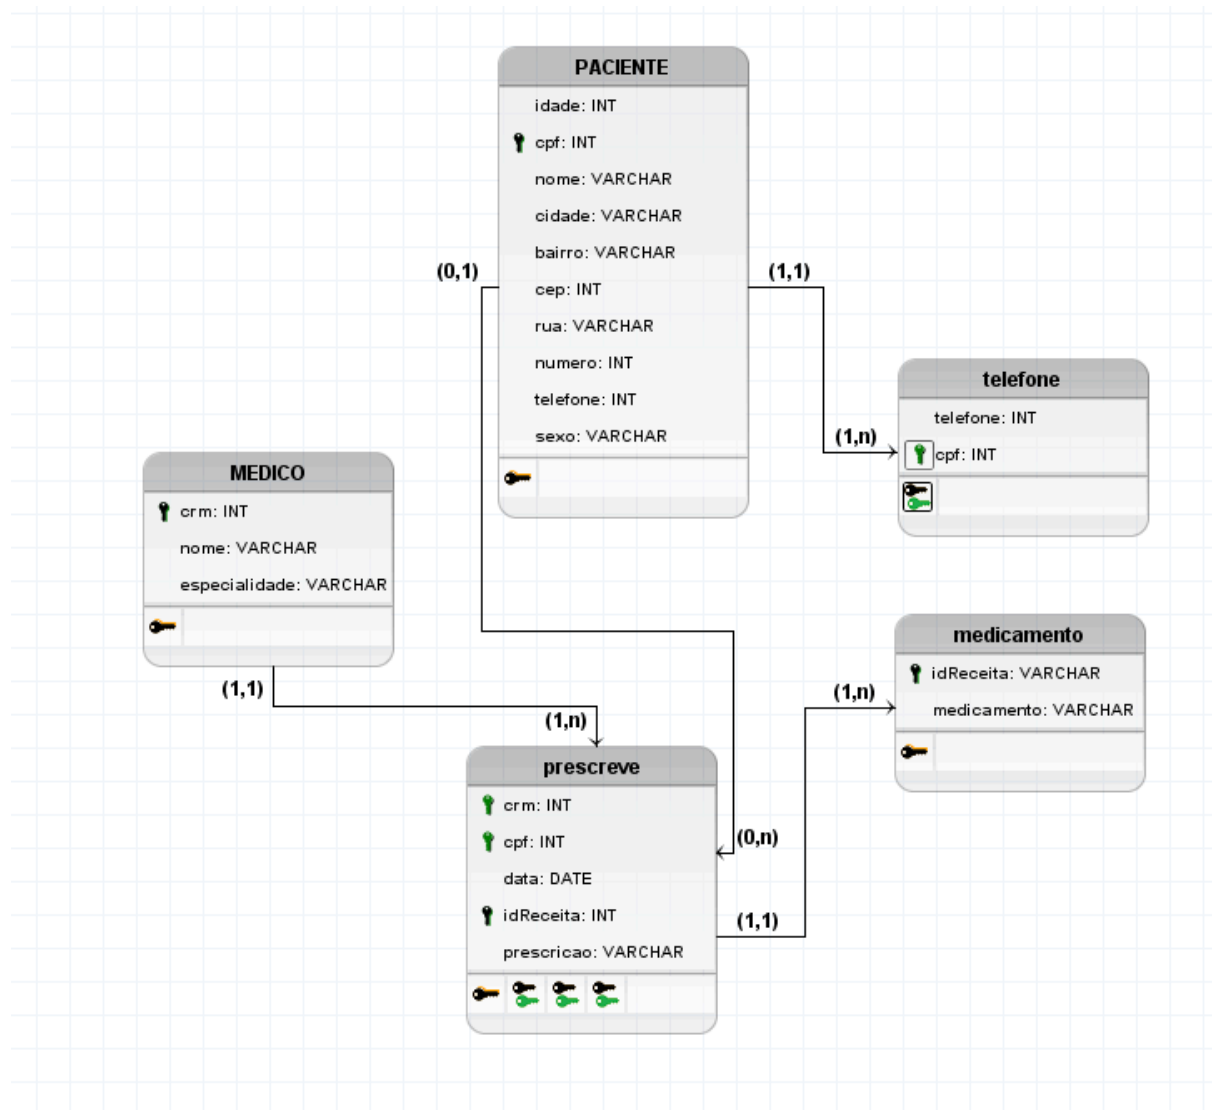 PACIENTE
idade: INT
cpf: INT
nome: VARCHAR
cidade: VARCHAR
bairro: VARCHAR
cep: INT
rua: VARCHAR
numero: INT
telefone: INT
sexo: VARCHAR
(0,1)
(1,1)
telefone
telefone: INT
cpf: INT
(1,n)
MEDICO
crm: INT
nome: VARCHAR
especialidade: VARCHAR
(1,1)
(1,n)
medicamento
idReceita: VARCHAR
medicamento: VARCHAR
(1,n)
prescreve
crm: INT
cpf: INT
data: DATE
idReceita: INT
prescricao: VARCHAR
(0,n)
(1,1)